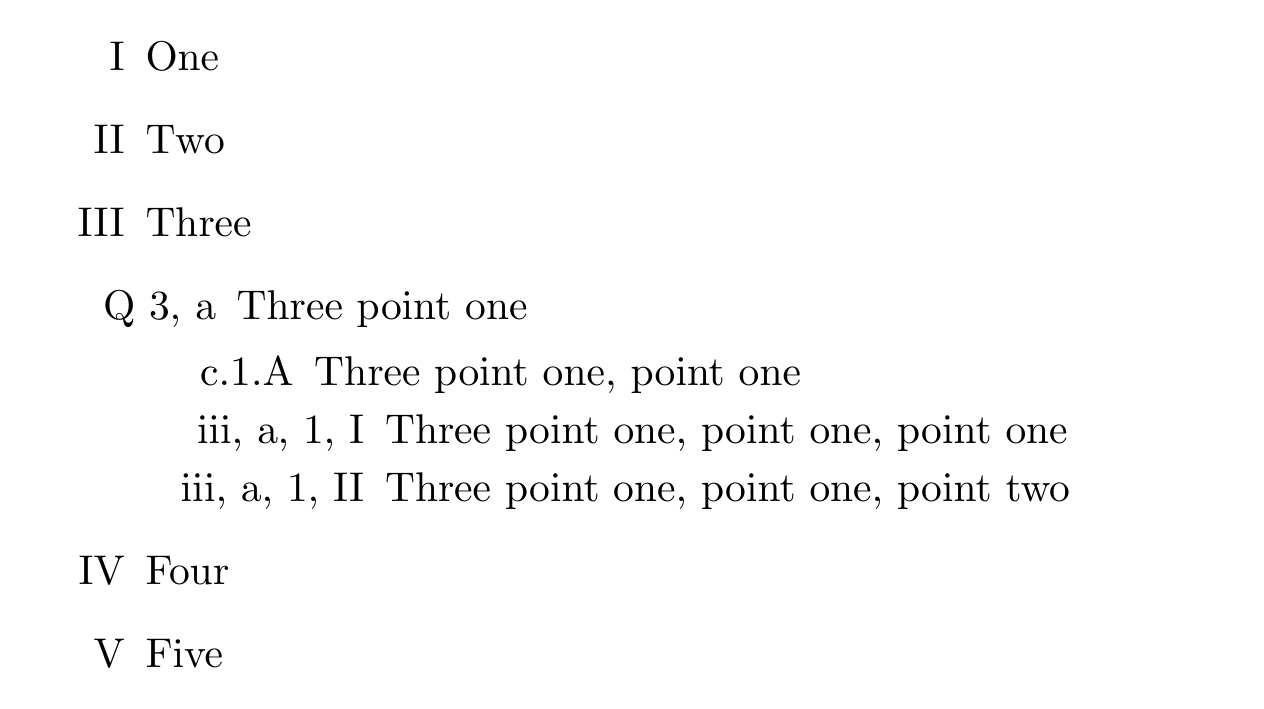 I One
II Two
III Three
Q 3, a Three point one
c.1.A Three point one, point one
iii, a, 1, I Three point one, point one, point one
iii, a, 1, II Three point one, point one, point two
IV Four
V Five